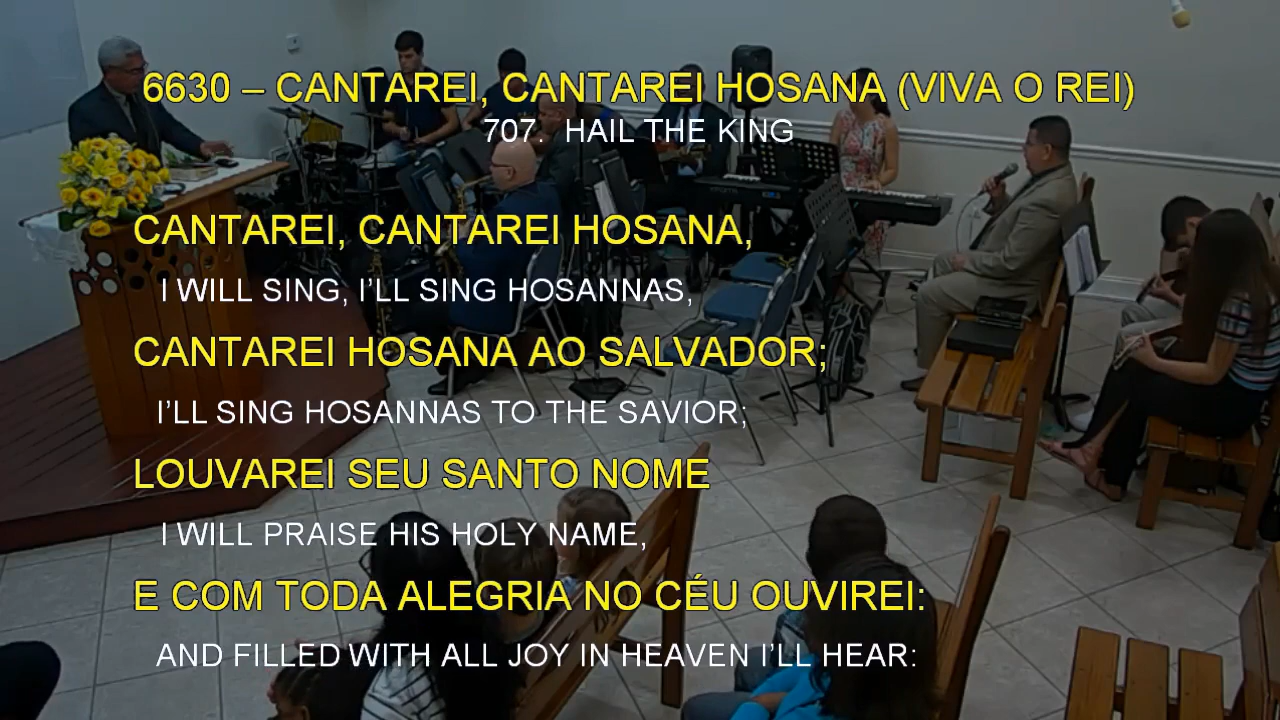 6630 – CANTAREI, CANTAREI HOSANA (VIVA O REI)
707. HAIL THE KING
CANTAREI, CANTAREI HOSANA,
I WILL SING, I'LL SING HOSANNAS,
CANTAREI HOSANA AO SALVADOR;
I'LL SING HOSANNAS TO THE SAVIOR;
LOUVAREI SEU SANTO NOME
I WILL PRAISE HIS HOLY NAME,
E COM TODA ALEGRIA NO CÉU OUVIREI:
AND FILLED WITH ALL JOY IN HEAVEN I'LL HEAR: